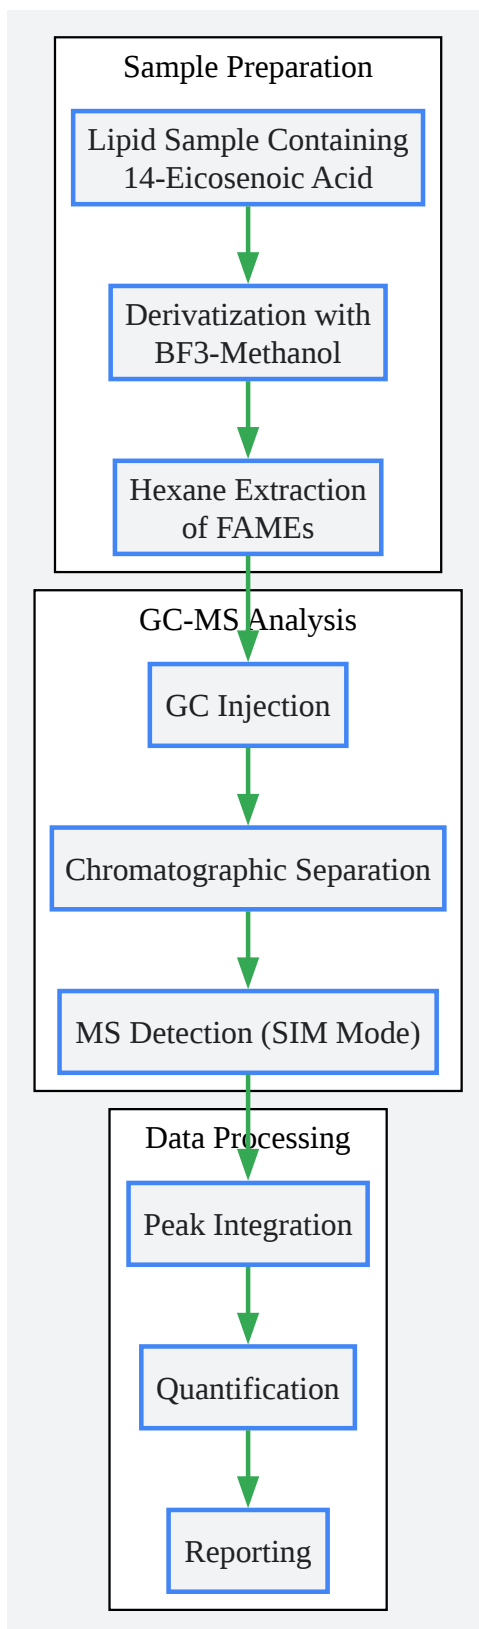 Sample Preparation
Lipid Sample Containing
14-Eicosenoic Acid
Derivatization with
BF3-Methanol
Hexane Extraction
of FAMEs
GC-MS Analysis
GC Injection
Chromatographic Separation
MS Detection (SIM Mode)
Data Processing
Peak Integration
Quantification
Reporting